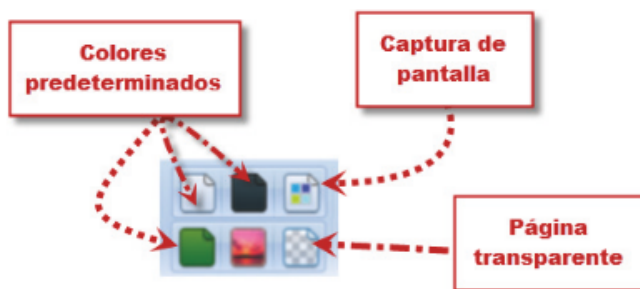 Colores
predeterminados
Captura de
pantalla
Página
transparente